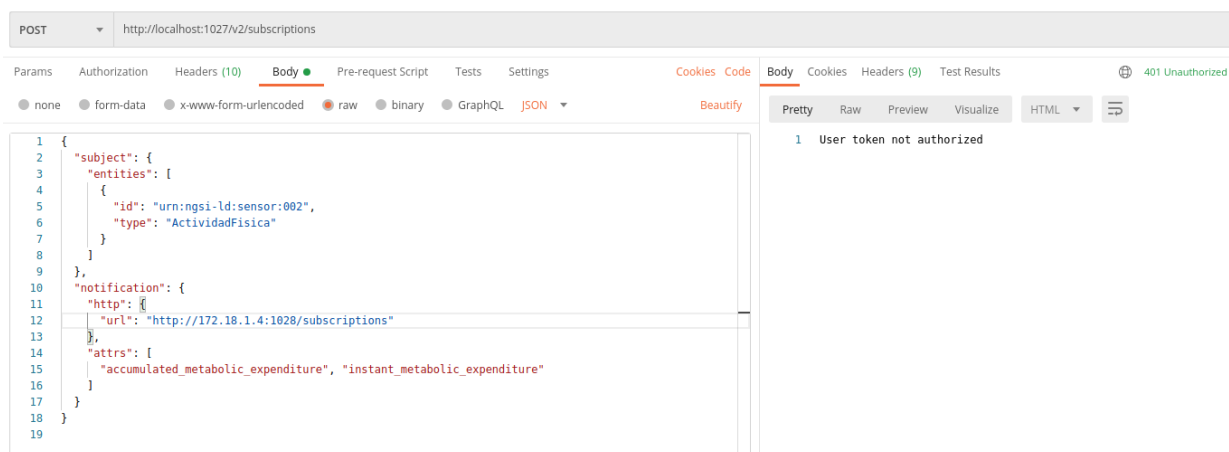 POST http://localhost:1027/v2/subscriptions
Params Authorization Headers (10) Body Pre-request Script Tests Settings Cookies Code
none form-data x-www-form-urlencoded raw binary GraphQL JSON Beautify
1 {
2 "subject": {
3 "entities": [
4 {
5 "id": "urn:ngsi-ld:sensor:002",
6 "type": "ActividadFisica"
7 }
8 ]
9 },
10 "notification": {
11 "http": {
12 "url": "http://172.18.1.4:1028/subscriptions"
13 },
14 "attrs": [
15 "accumulated_metabolic_expenditure", "instant_metabolic_expenditure"
16 ]
17 }
18 }
19
Body Cookies Headers (9) Test Results 401 Unauthorized
Pretty Raw Preview Visualize HTML
1 User token not authorized